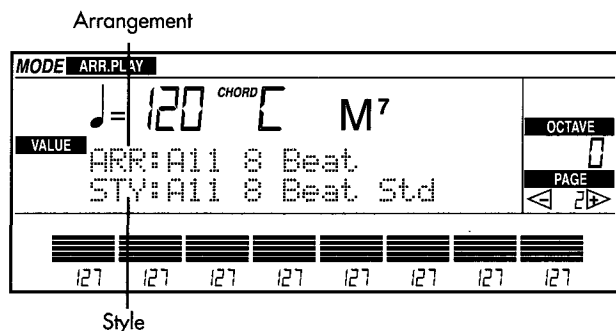 Arrangement
MODE ARR.PLAY
♩= 120 CHORD C M7
OCTAVE
0
VALUE
ARR:A11 8 Beat
STY:A11 8 Beat Std
PAGE
2
127 127 127 127 127 127 127 127
Style